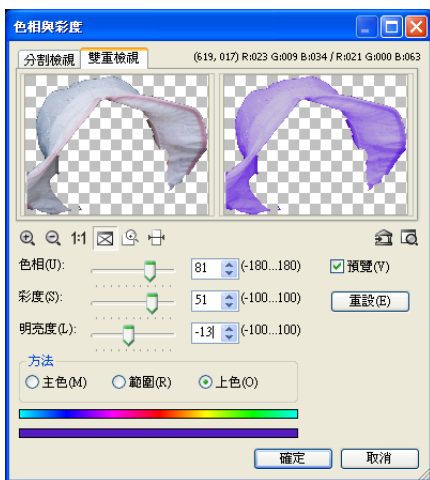 色相與彩度
分割檢視 雙重檢視 (619, 017) R:023 G:009 B:034 / R:021 G:000 B:063
1:1
色相(U): 81 (-180...180) 預覽(V)
彩度(S): 51 (-100...100) 重設(E)
明亮度(L): -13 (-100...100)
方法
主色(M) 範圍(R) 上色(O)
確定 取消